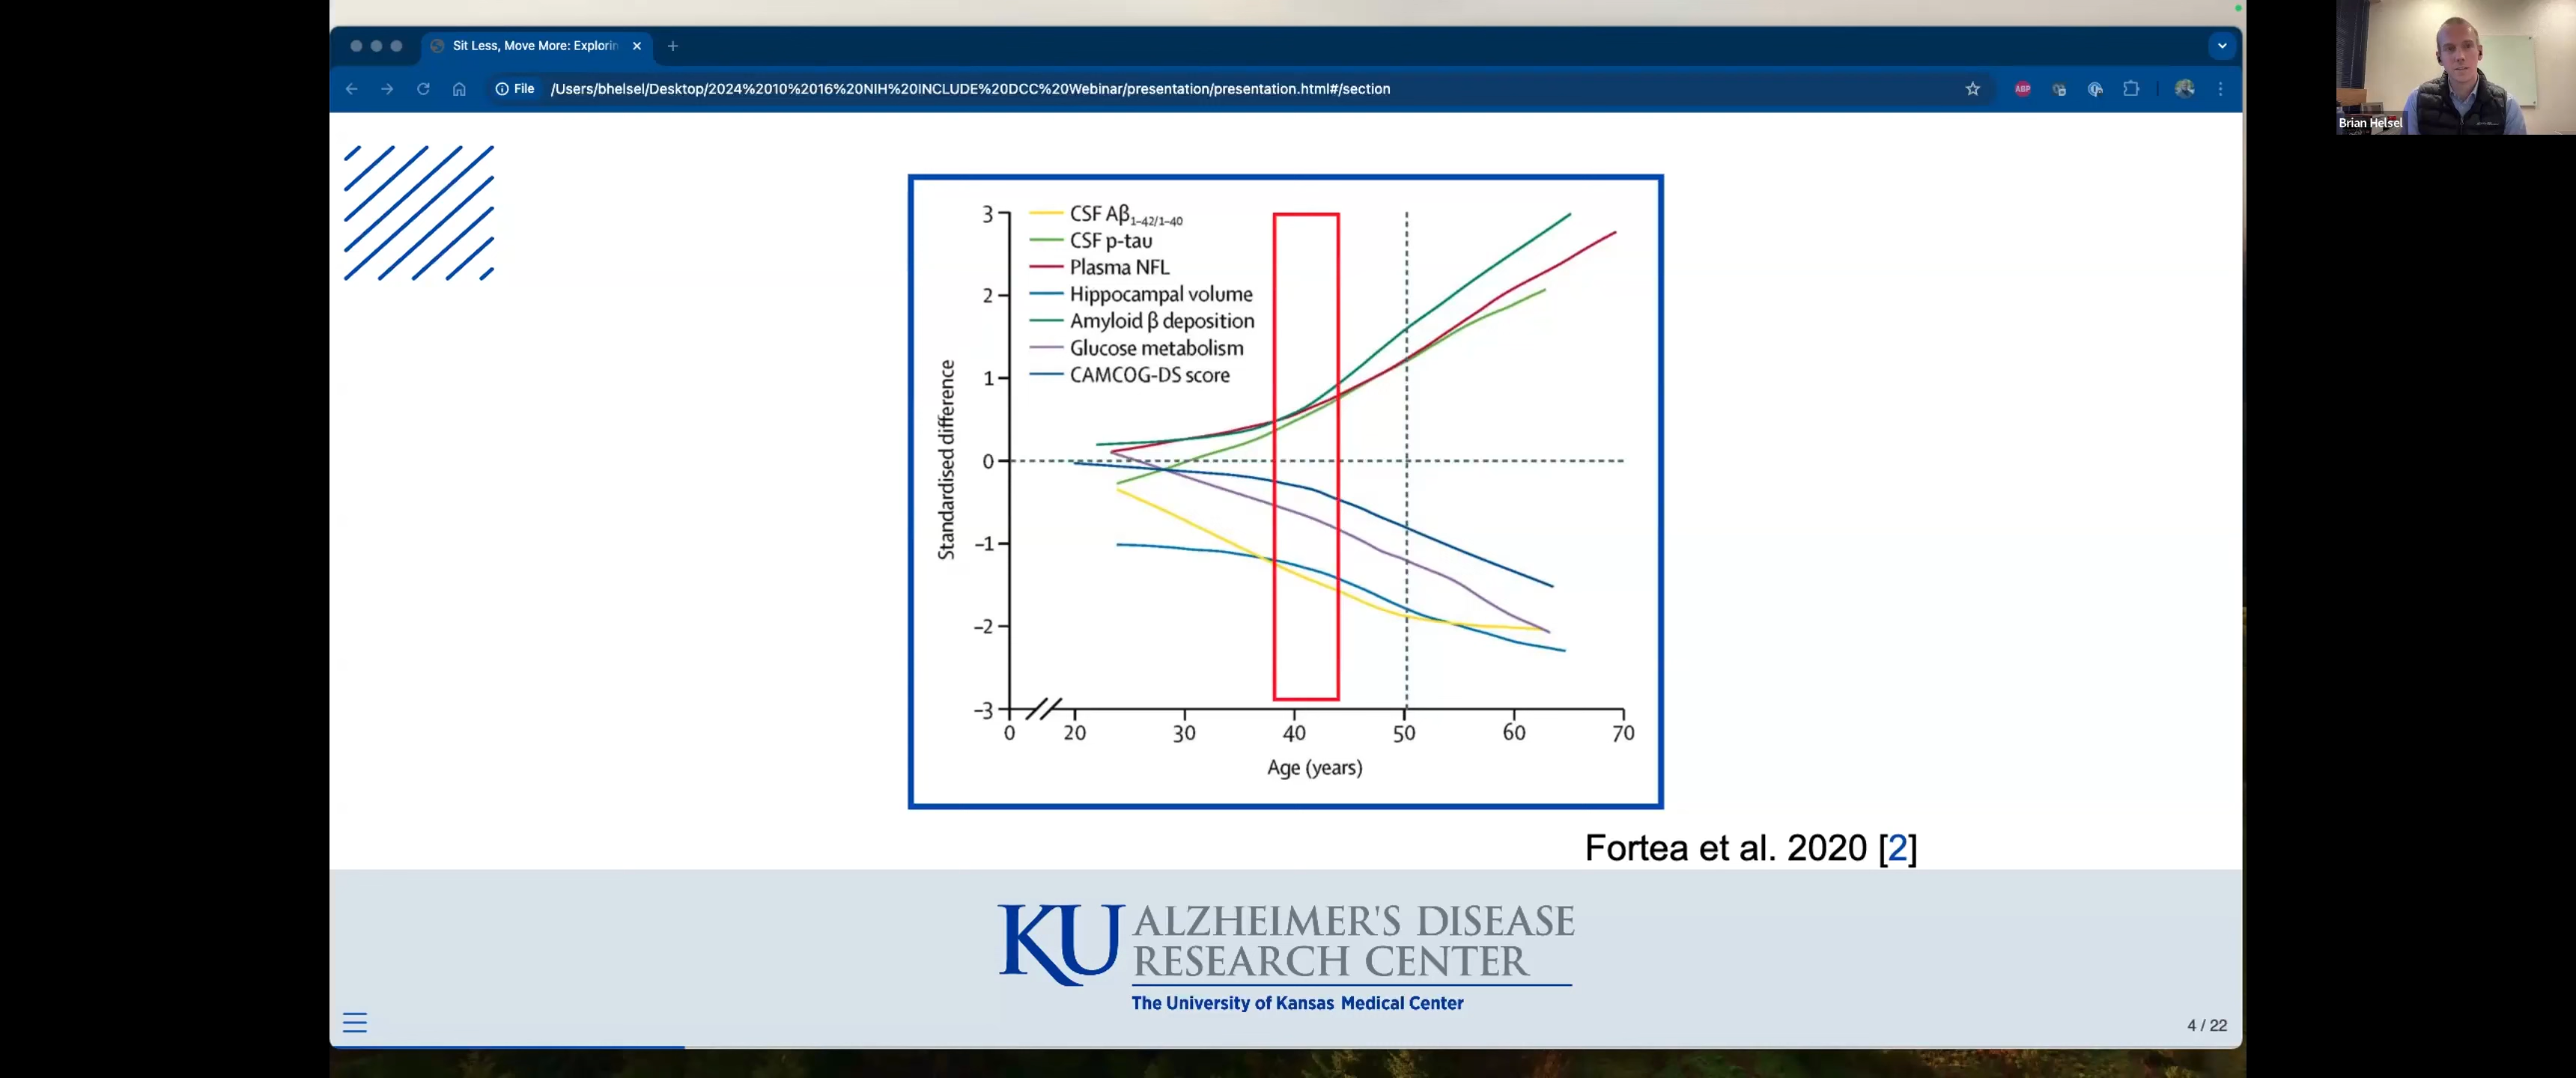 Sit Less, Move More: Explorin
File
/Users/bhelsel/Desktop/2024%2010%2016%20NIH%20INCLUDE%20DCC%20Webinar/presentation/presentation.html#/section
ABP
Brian Helsel
CSF Aβ1–42/1–40
CSF p-tau
Plasma NFL
Hippocampal volume
Amyloid β deposition
Glucose metabolism
CAMCOG-DS score
Standardised difference
3
2
1
0
–1
–2
–3
0 20 30 40 50 60 70
Age (years)
Fortea et al. 2020 [2]
KU ALZHEIMER'S DISEASE
RESEARCH CENTER
The University of Kansas Medical Center
4 / 22